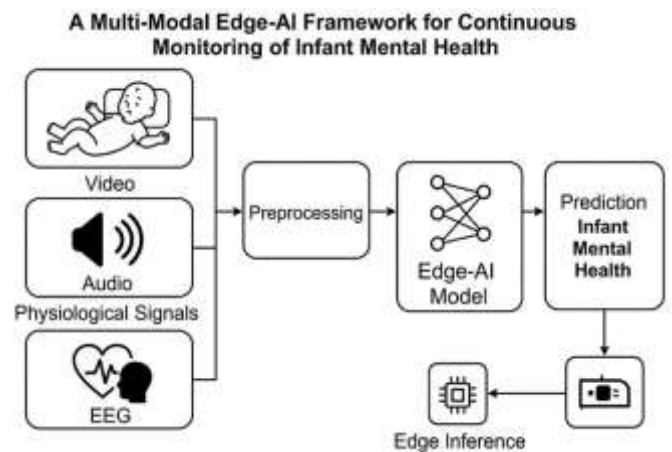 A Multi-Modal Edge-AI Framework for Continuous
Monitoring of Infant Mental Health
Video
Audio
Physiological Signals
EEG
Preprocessing
Edge-AI
Model
Prediction
Infant
Mental
Health
Edge Inference